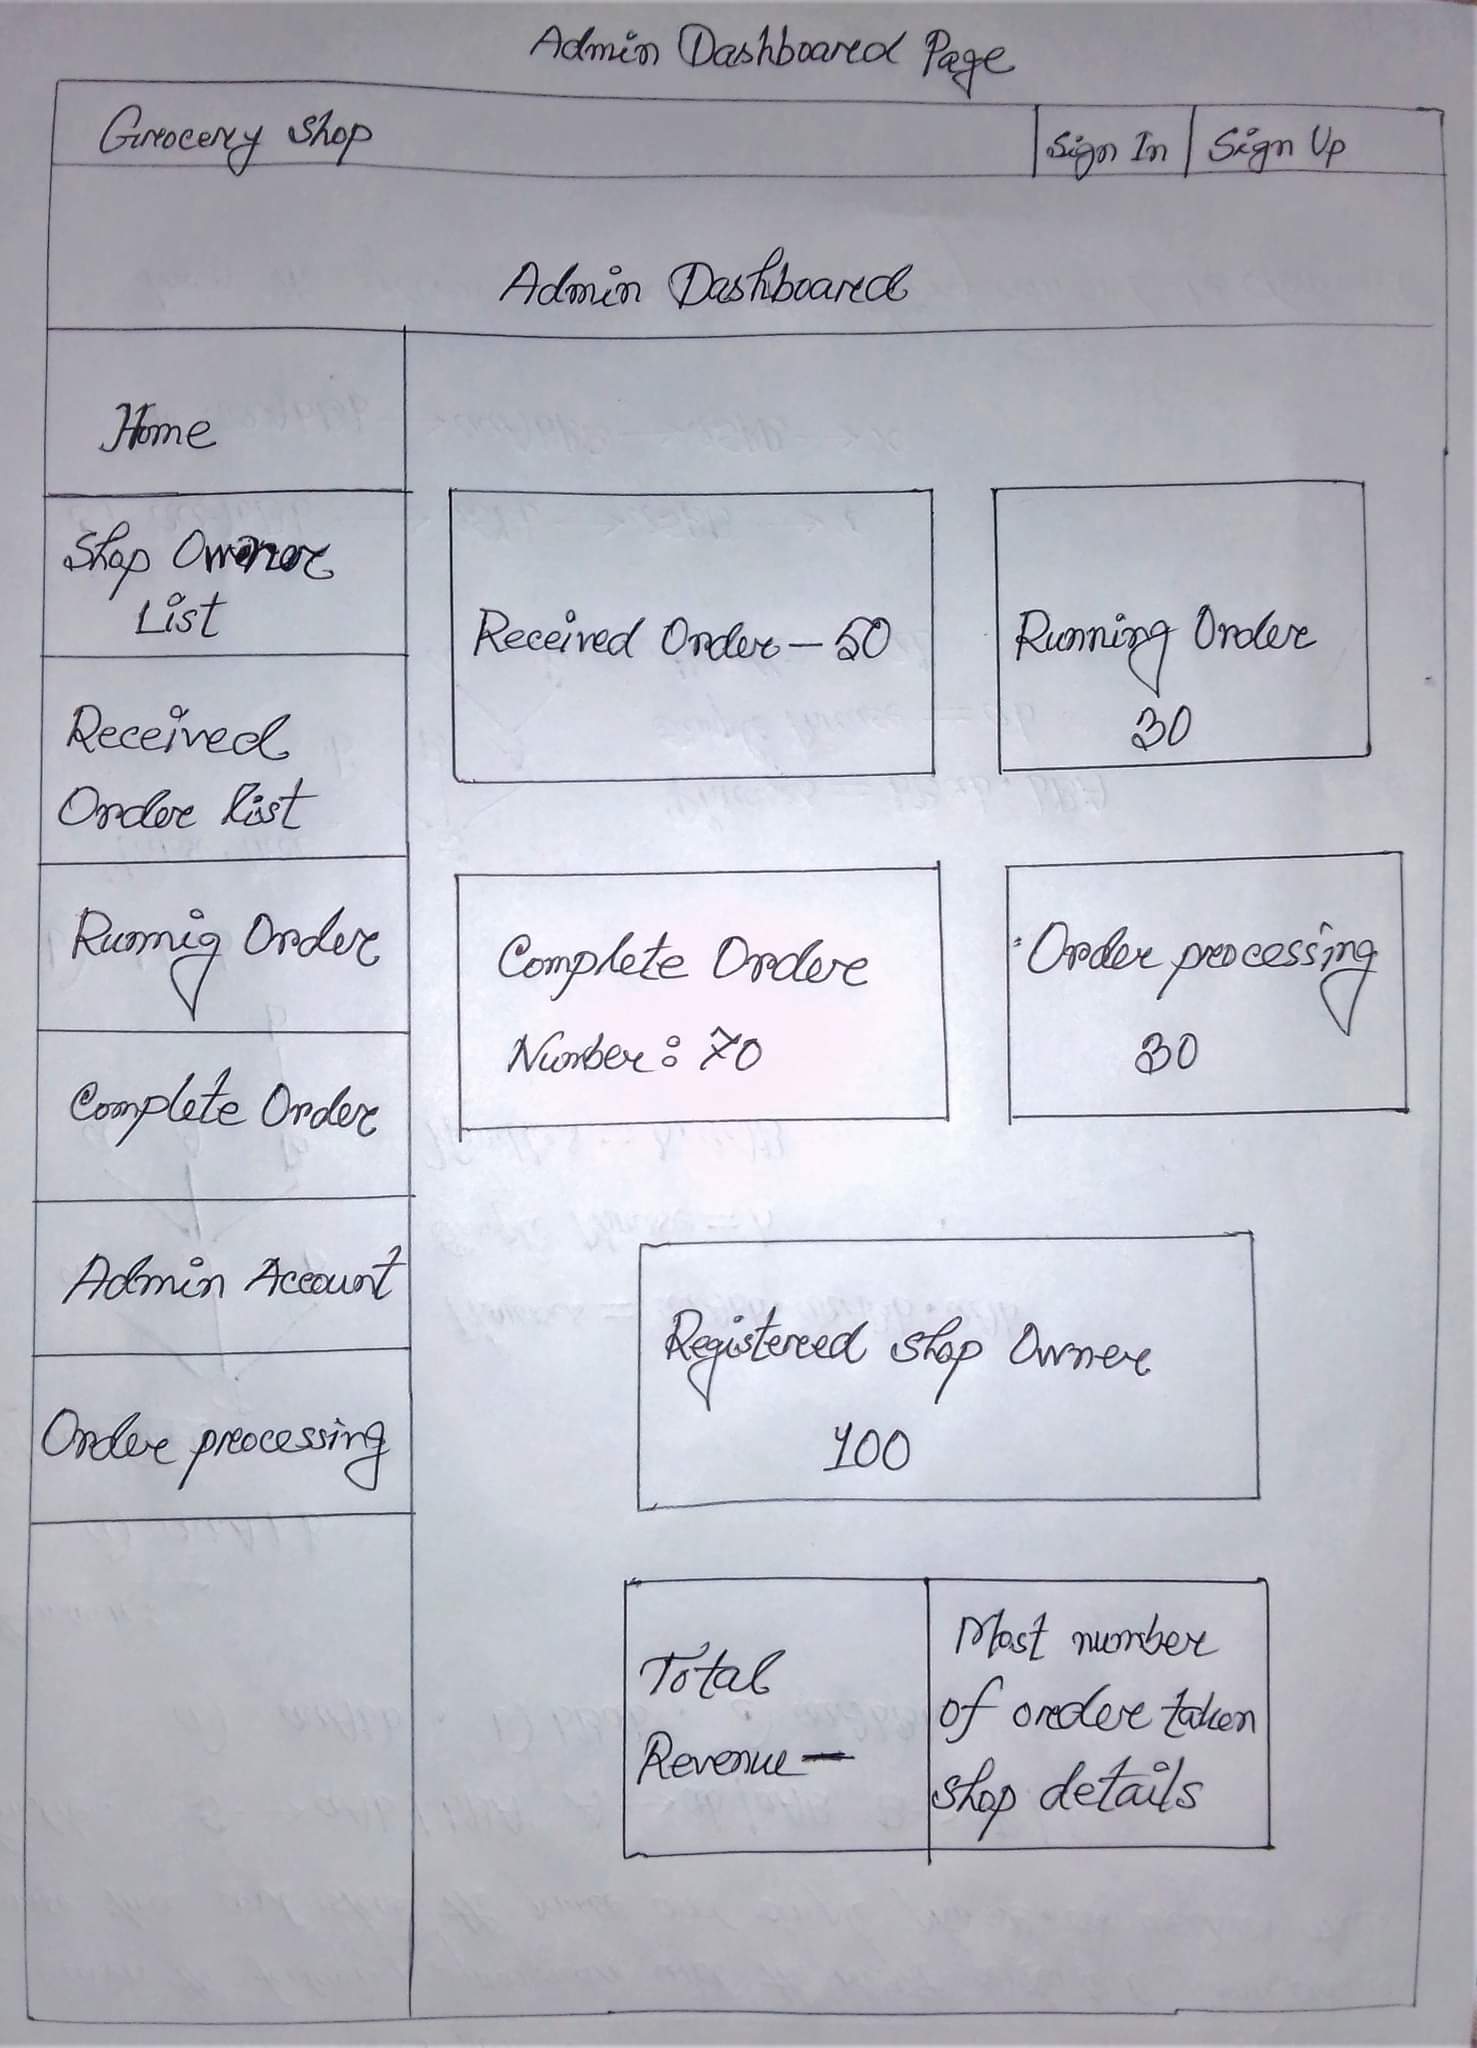 Admin Dashboard Page
Grocery Shop
Sign In
Sign Up
Admin Dashboard
Home
Shop Owner
List
Received
Order List
Runnig Order
Complete Order
Admin Account
Order processing
Received Order – 50
Running Order
30
Complete Order
Number: 70
Order processing
30
Registered Shop Owner
100
Total
Revenue –
Most number
of order taken
shop details